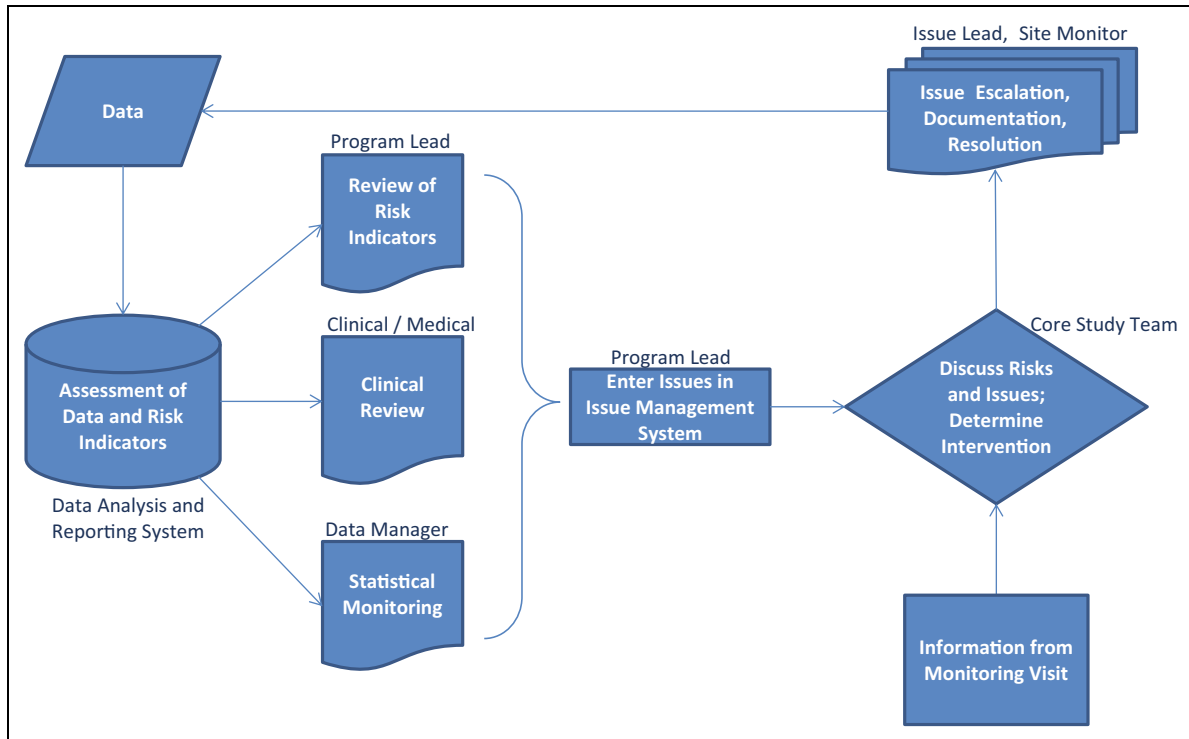 Issue Lead, Site Monitor
Issue Escalation,
Documentation,
Resolution
Data
Program Lead
Review of
Risk
Indicators
Clinical / Medical
Clinical
Review
Assessment of
Data and Risk
Indicators
Data Analysis and
Reporting System
Data Manager
Statistical
Monitoring
Program Lead
Enter Issues in
Issue Management
System
Core Study Team
Discuss Risks
and Issues;
Determine
Intervention
Information from
Monitoring Visit